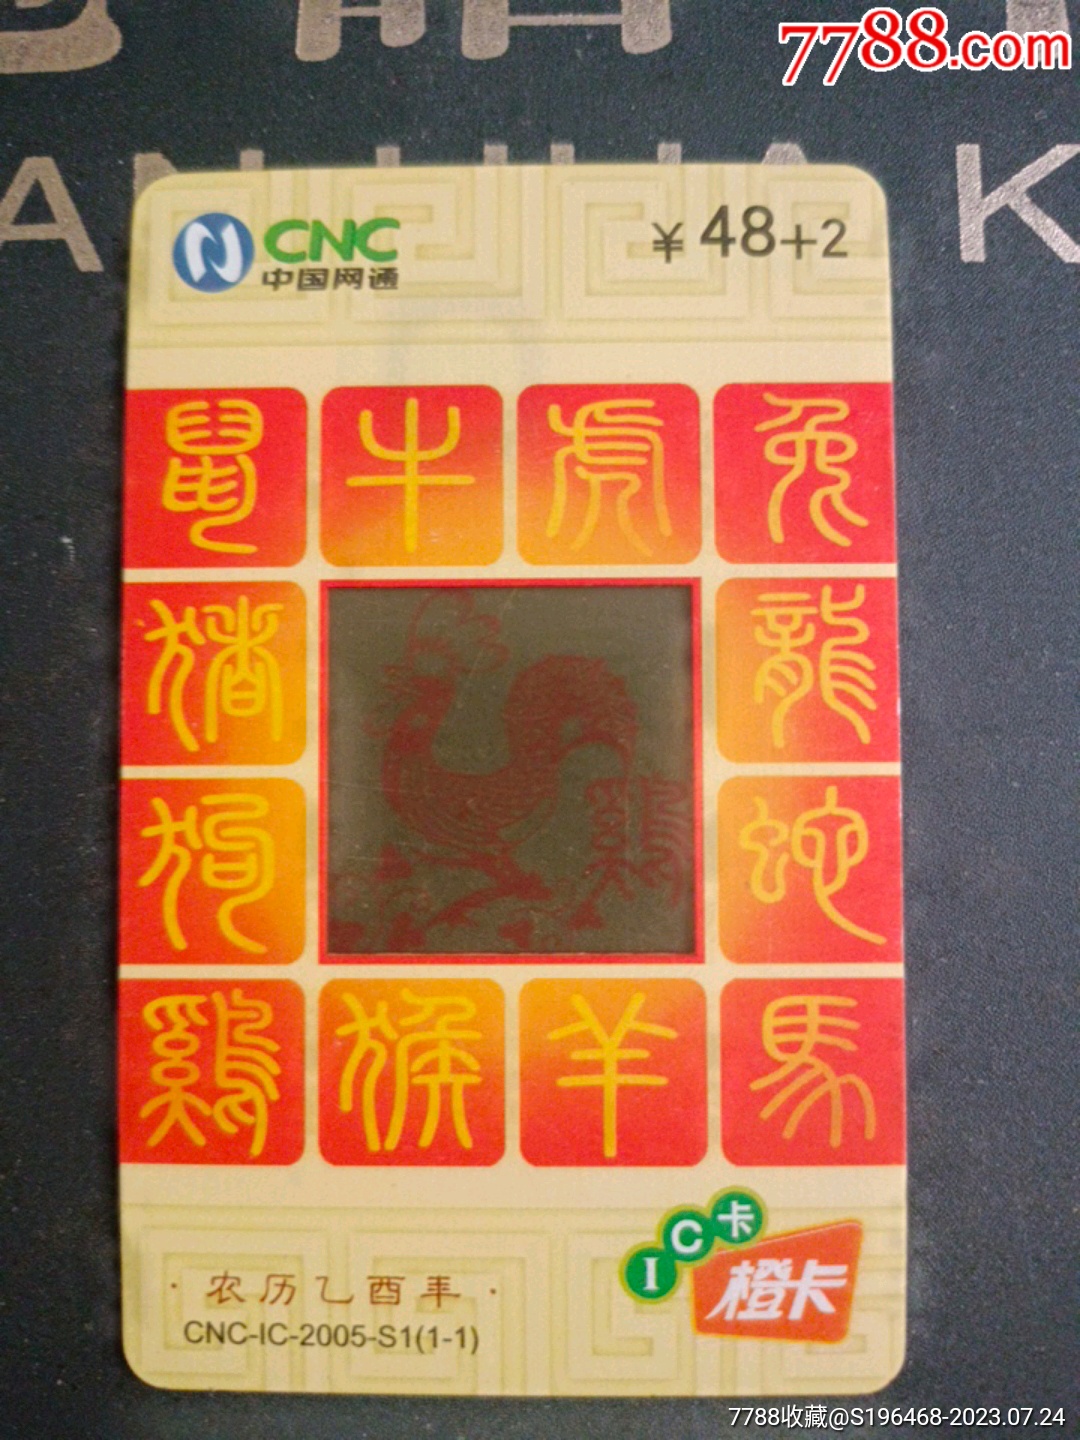 7788.com
CNC
中国网通
¥ 48+2
鼠 牛 虎 兔
猪 龍
鷄
狗 蛇
鷄 猴 羊 馬
IC卡
橙卡
·农历乙酉年·
CNC-IC-2005-S1(1-1)
7788收藏@S196468-2023.07.24